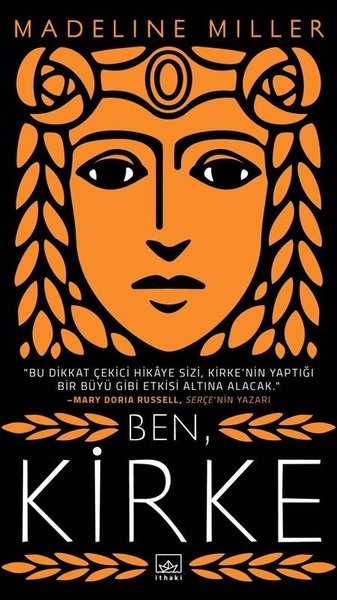 MADELINE MILLER
"BU DİKKAT ÇEKİCİ HİKÂYE SİZİ, KİRKE'NİN YAPTIĞI
BİR BÜYÜ GİBİ ETKİSİ ALTINA ALACAK."
–MARY DORIA RUSSELL, SERÇE'NİN YAZARI
BEN,
KİRKE
ithaki